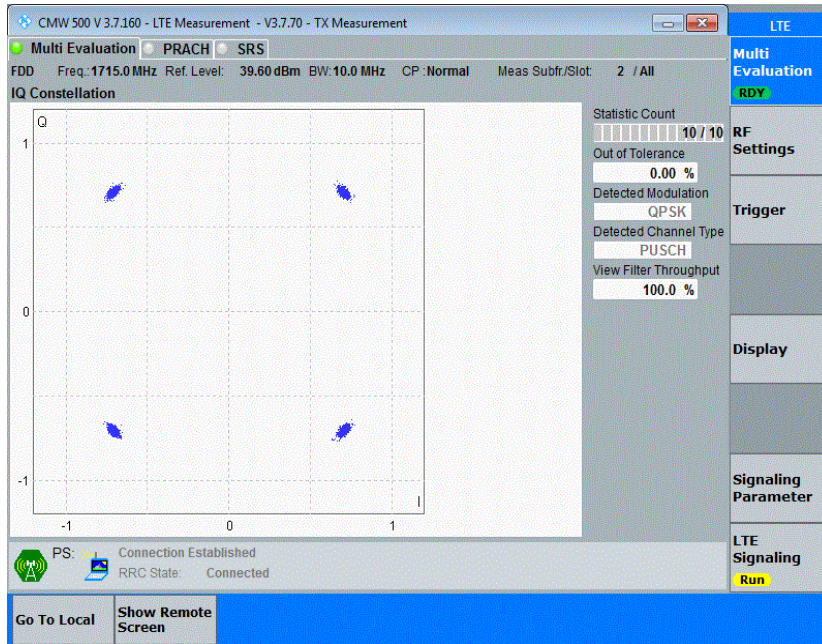 CMW 500 V 3.7.160 - LTE Measurement - V3.7.70 - TX Measurement
LTE
Multi Evaluation PRACH SRS
Multi
Evaluation
RDY
FDD Freq.:1715.0 MHz Ref. Level: 39.60 dBm BW:10.0 MHz CP :Normal Meas Subfr./Slot: 2 / All
IQ Constellation
Q
1
0
-1
I
-1 0 1
Statistic Count
10 / 10
Out of Tolerance
0.00 %
Detected Modulation
QPSK
Detected Channel Type
PUSCH
View Filter Throughput
100.0 %
RF
Settings
Trigger
Display
Signaling
Parameter
LTE
Signaling
Run
PS: Connection Established
RRC State: Connected
Go To Local
Show Remote
Screen